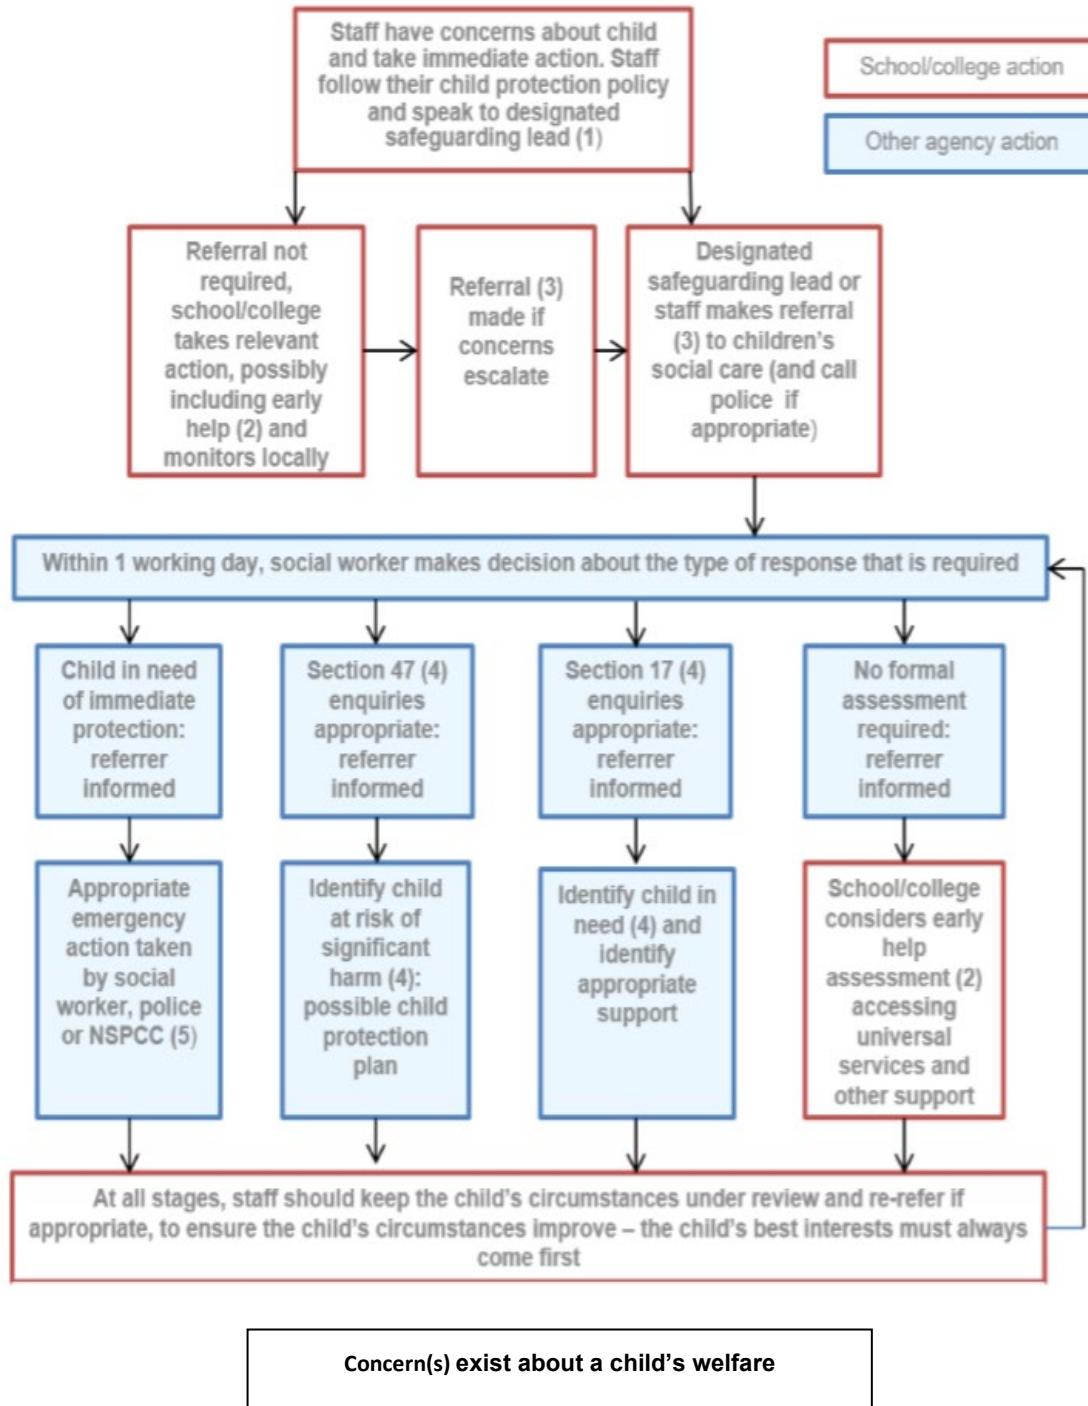 Staff have concerns about child
and take immediate action. Staff
follow their child protection policy
and speak to designated
safeguarding lead (1)
School/college action
Other agency action
Referral not
required,
school/college
takes relevant
action, possibly
including early
help (2) and
monitors locally
Referral (3)
made if
concerns
escalate
Designated
safeguarding lead or
staff makes referral
(3) to children's
social care (and call
police if
appropriate)
Within 1 working day, social worker makes decision about the type of response that is required
Child in need
of immediate
protection:
referrer
informed
Section 47 (4)
enquiries
appropriate:
referrer
informed
Section 17 (4)
enquiries
appropriate:
referrer
informed
No formal
assessment
required:
referrer
informed
Appropriate
emergency
action taken
by social
worker, police
or NSPCC (5)
Identify child
at risk of
significant
harm (4):
possible child
protection
plan
Identify child in
need (4) and
identify
appropriate
support
School/college
considers early
help
assessment (2)
accessing
universal
services and
other support
At all stages, staff should keep the child's circumstances under review and re-refer if
appropriate, to ensure the child's circumstances improve – the child's best interests must always
come first
Concern(s) exist about a child's welfare